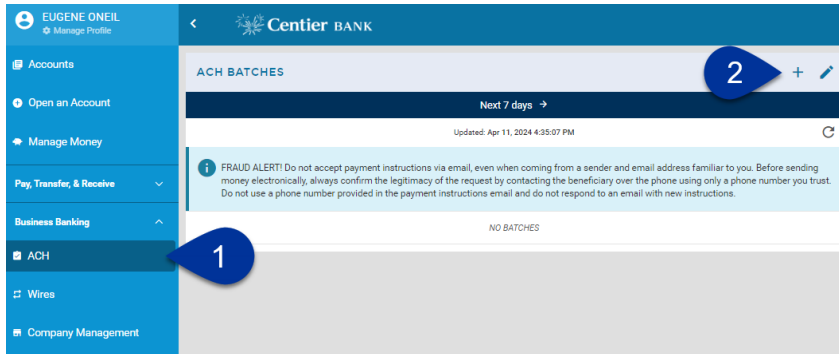 EUGENE ONEIL
Manage Profile
Centier BANK
Accounts
Open an Account
Manage Money
Pay, Transfer, & Receive
Business Banking
ACH
Wires
Company Management
1
ACH BATCHES
2
Next 7 days →
Updated: Apr 11, 2024 4:35:07 PM
FRAUD ALERT! Do not accept payment instructions via email, even when coming from a sender and email address familiar to you. Before sending
money electronically, always confirm the legitimacy of the request by contacting the beneficiary over the phone using only a phone number you trust.
Do not use a phone number provided in the payment instructions email and do not respond to an email with new instructions.
NO BATCHES